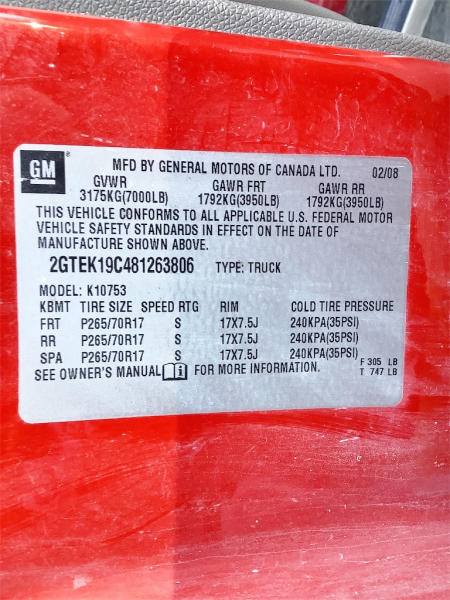 GM ® MFD BY GENERAL MOTORS OF CANADA LTD. 02/08
GVWR GAWR FRT GAWR RR
3175KG(7000LB) 1792KG(3950LB) 1792KG(3950LB)
THIS VEHICLE CONFORMS TO ALL APPLICABLE U.S. FEDERAL MOTOR
VEHICLE SAFETY STANDARDS IN EFFECT ON THE DATE OF
MANUFACTURE SHOWN ABOVE.
2GTEK19C481263806 TYPE: TRUCK
MODEL: K10753
KBMT TIRE SIZE SPEED RTG RIM COLD TIRE PRESSURE
FRT P265/70R17 S 17X7.5J 240KPA(35PSI)
RR P265/70R17 S 17X7.5J 240KPA(35PSI)
SPA P265/70R17 S 17X7.5J 240KPA(35PSI)
F 305 LB
SEE OWNER'S MANUAL i FOR MORE INFORMATION. T 747 LB